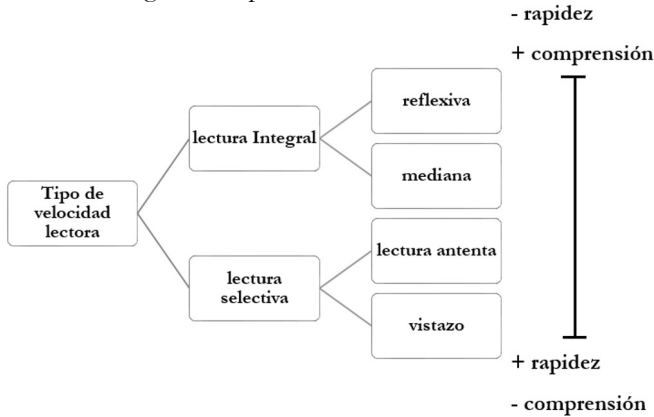 - rapidez
+ comprensión
reflexiva
lectura Integral
mediana
Tipo de
velocidad
lectora
lectura antenta
lectura
selectiva
vistazo
+ rapidez
- comprensión